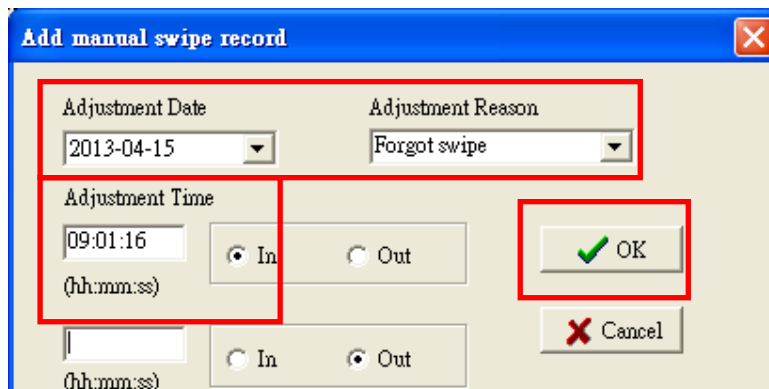 Add manual swipe record
Adjustment Date Adjustment Reason
2013-04-15 Forgot swipe
Adjustment Time
09:01:16 In Out OK
(hh:mm:ss)
Cancel
In Out
(hh:mm:ss)